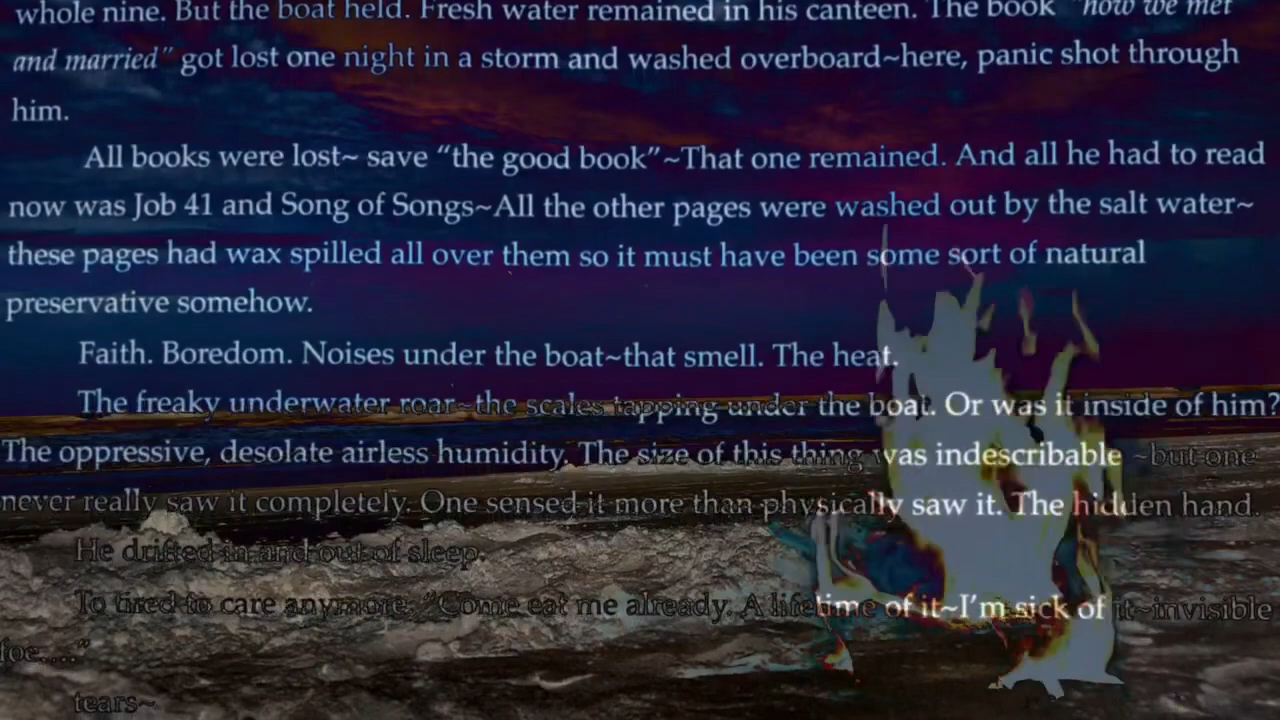 whole nine. But the boat held. Fresh water remained in his canteen. The book "how we met
and married" got lost one night in a storm and washed overboard~here, panic shot through
him.
All books were lost~ save “the good book”~That one remained. And all he had to read
now was Job 41 and Song of Songs~All the other pages were washed out by the salt water~
these pages had wax spilled all over them so it must have been some sort of natural
preservative somehow.
Faith. Boredom. Noises under the boat~that smell. The heat.
The freaky underwater roar~the scales tapping under the boat. Or was it inside of him?
The oppressive, desolate airless humidity. The size of this thing was indescribable ~but one
never really saw it completely. One sensed it more than physically saw it. The hidden hand.
He drifted in and out of sleep.
To tired to care anymore. “Come eat me already. A lifetime of it~I’m sick of it~invisible
foe....”
tears~